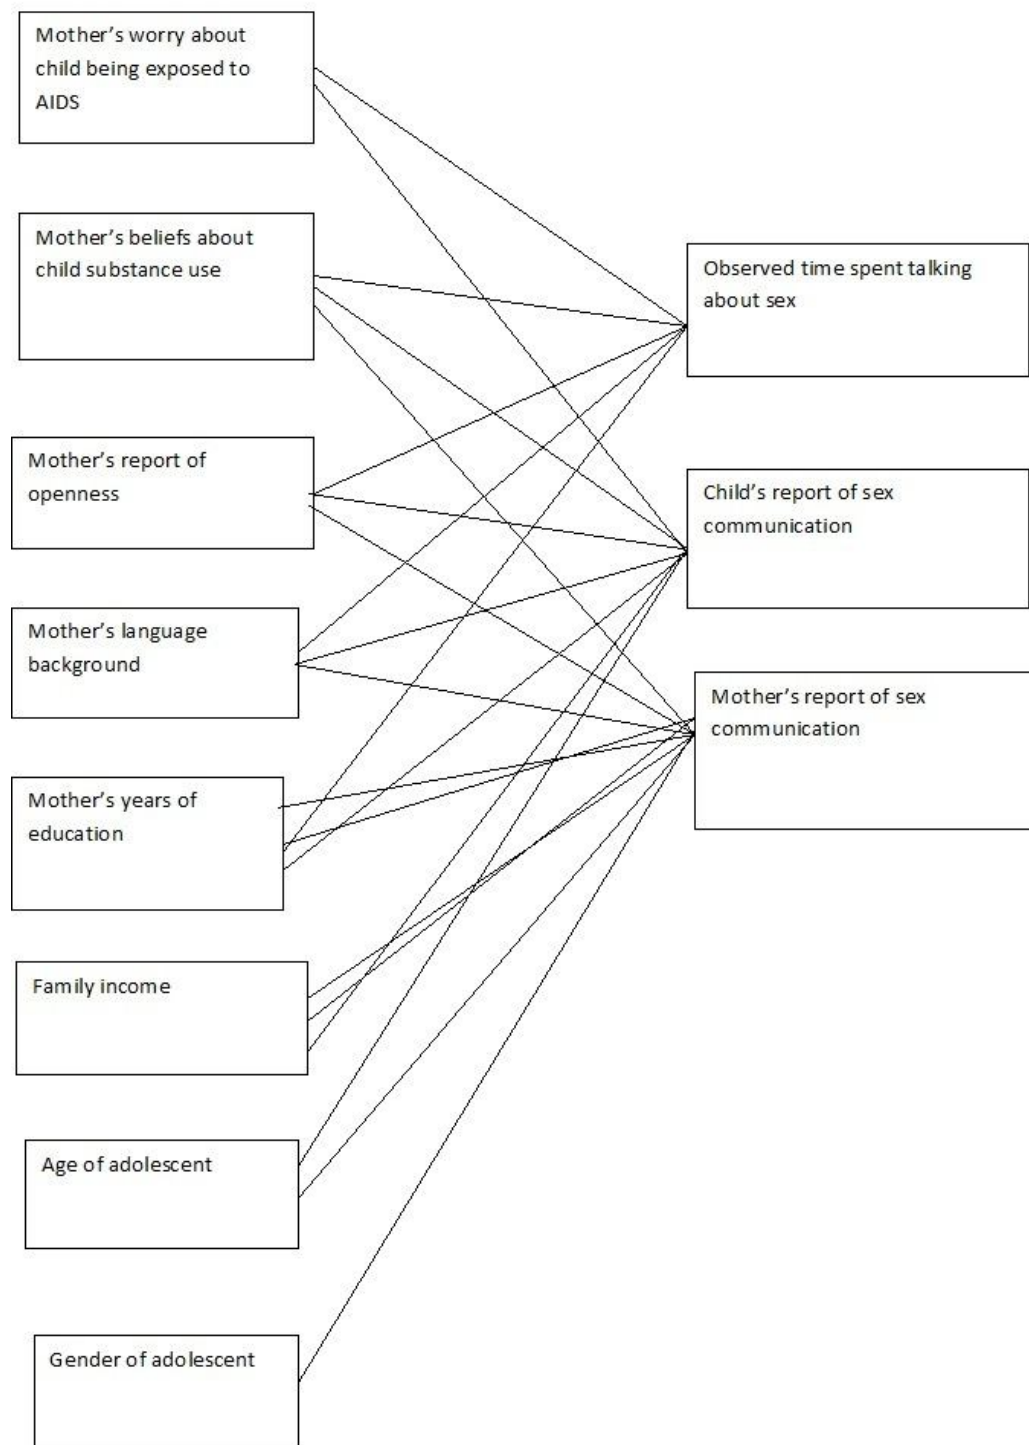 Mother’s worry about
child being exposed to
AIDS
Mother’s beliefs about
child substance use
Mother’s report of
openness
Mother’s language
background
Mother’s years of
education
Family income
Age of adolescent
Gender of adolescent
Observed time spent talking
about sex
Child’s report of sex
communication
Mother’s report of sex
communication